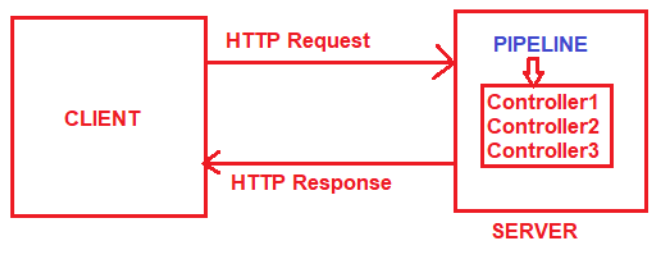 HTTP Request
PIPELINE
CLIENT
Controller1
Controller2
Controller3
HTTP Response
SERVER